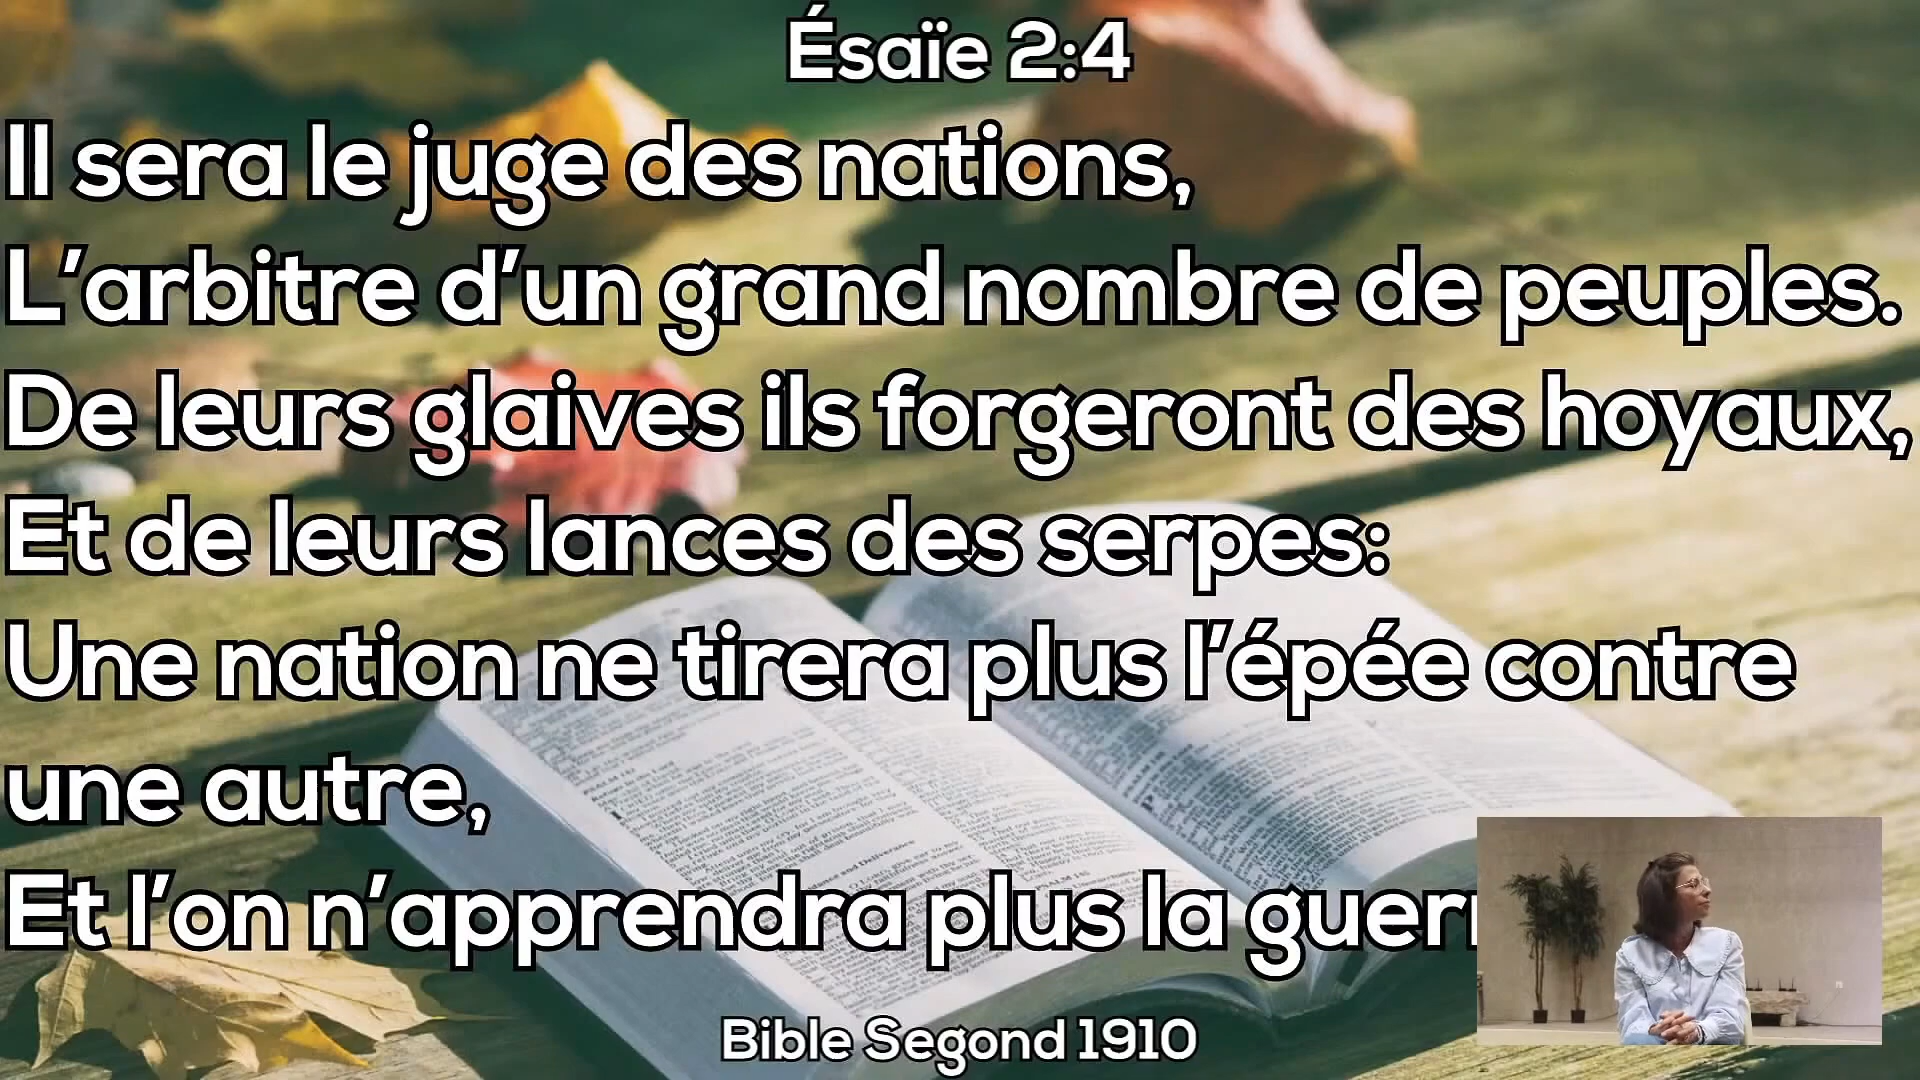 Ésaïe 2:4
Il sera le juge des nations,
L’arbitre d’un grand nombre de peuples.
De leurs glaives ils forgeront des hoyaux,
Et de leurs lances des serpes:
Une nation ne tirera plus l’épée contre
une autre,
Et l’on n’apprendra plus la
Bible Segond 1910